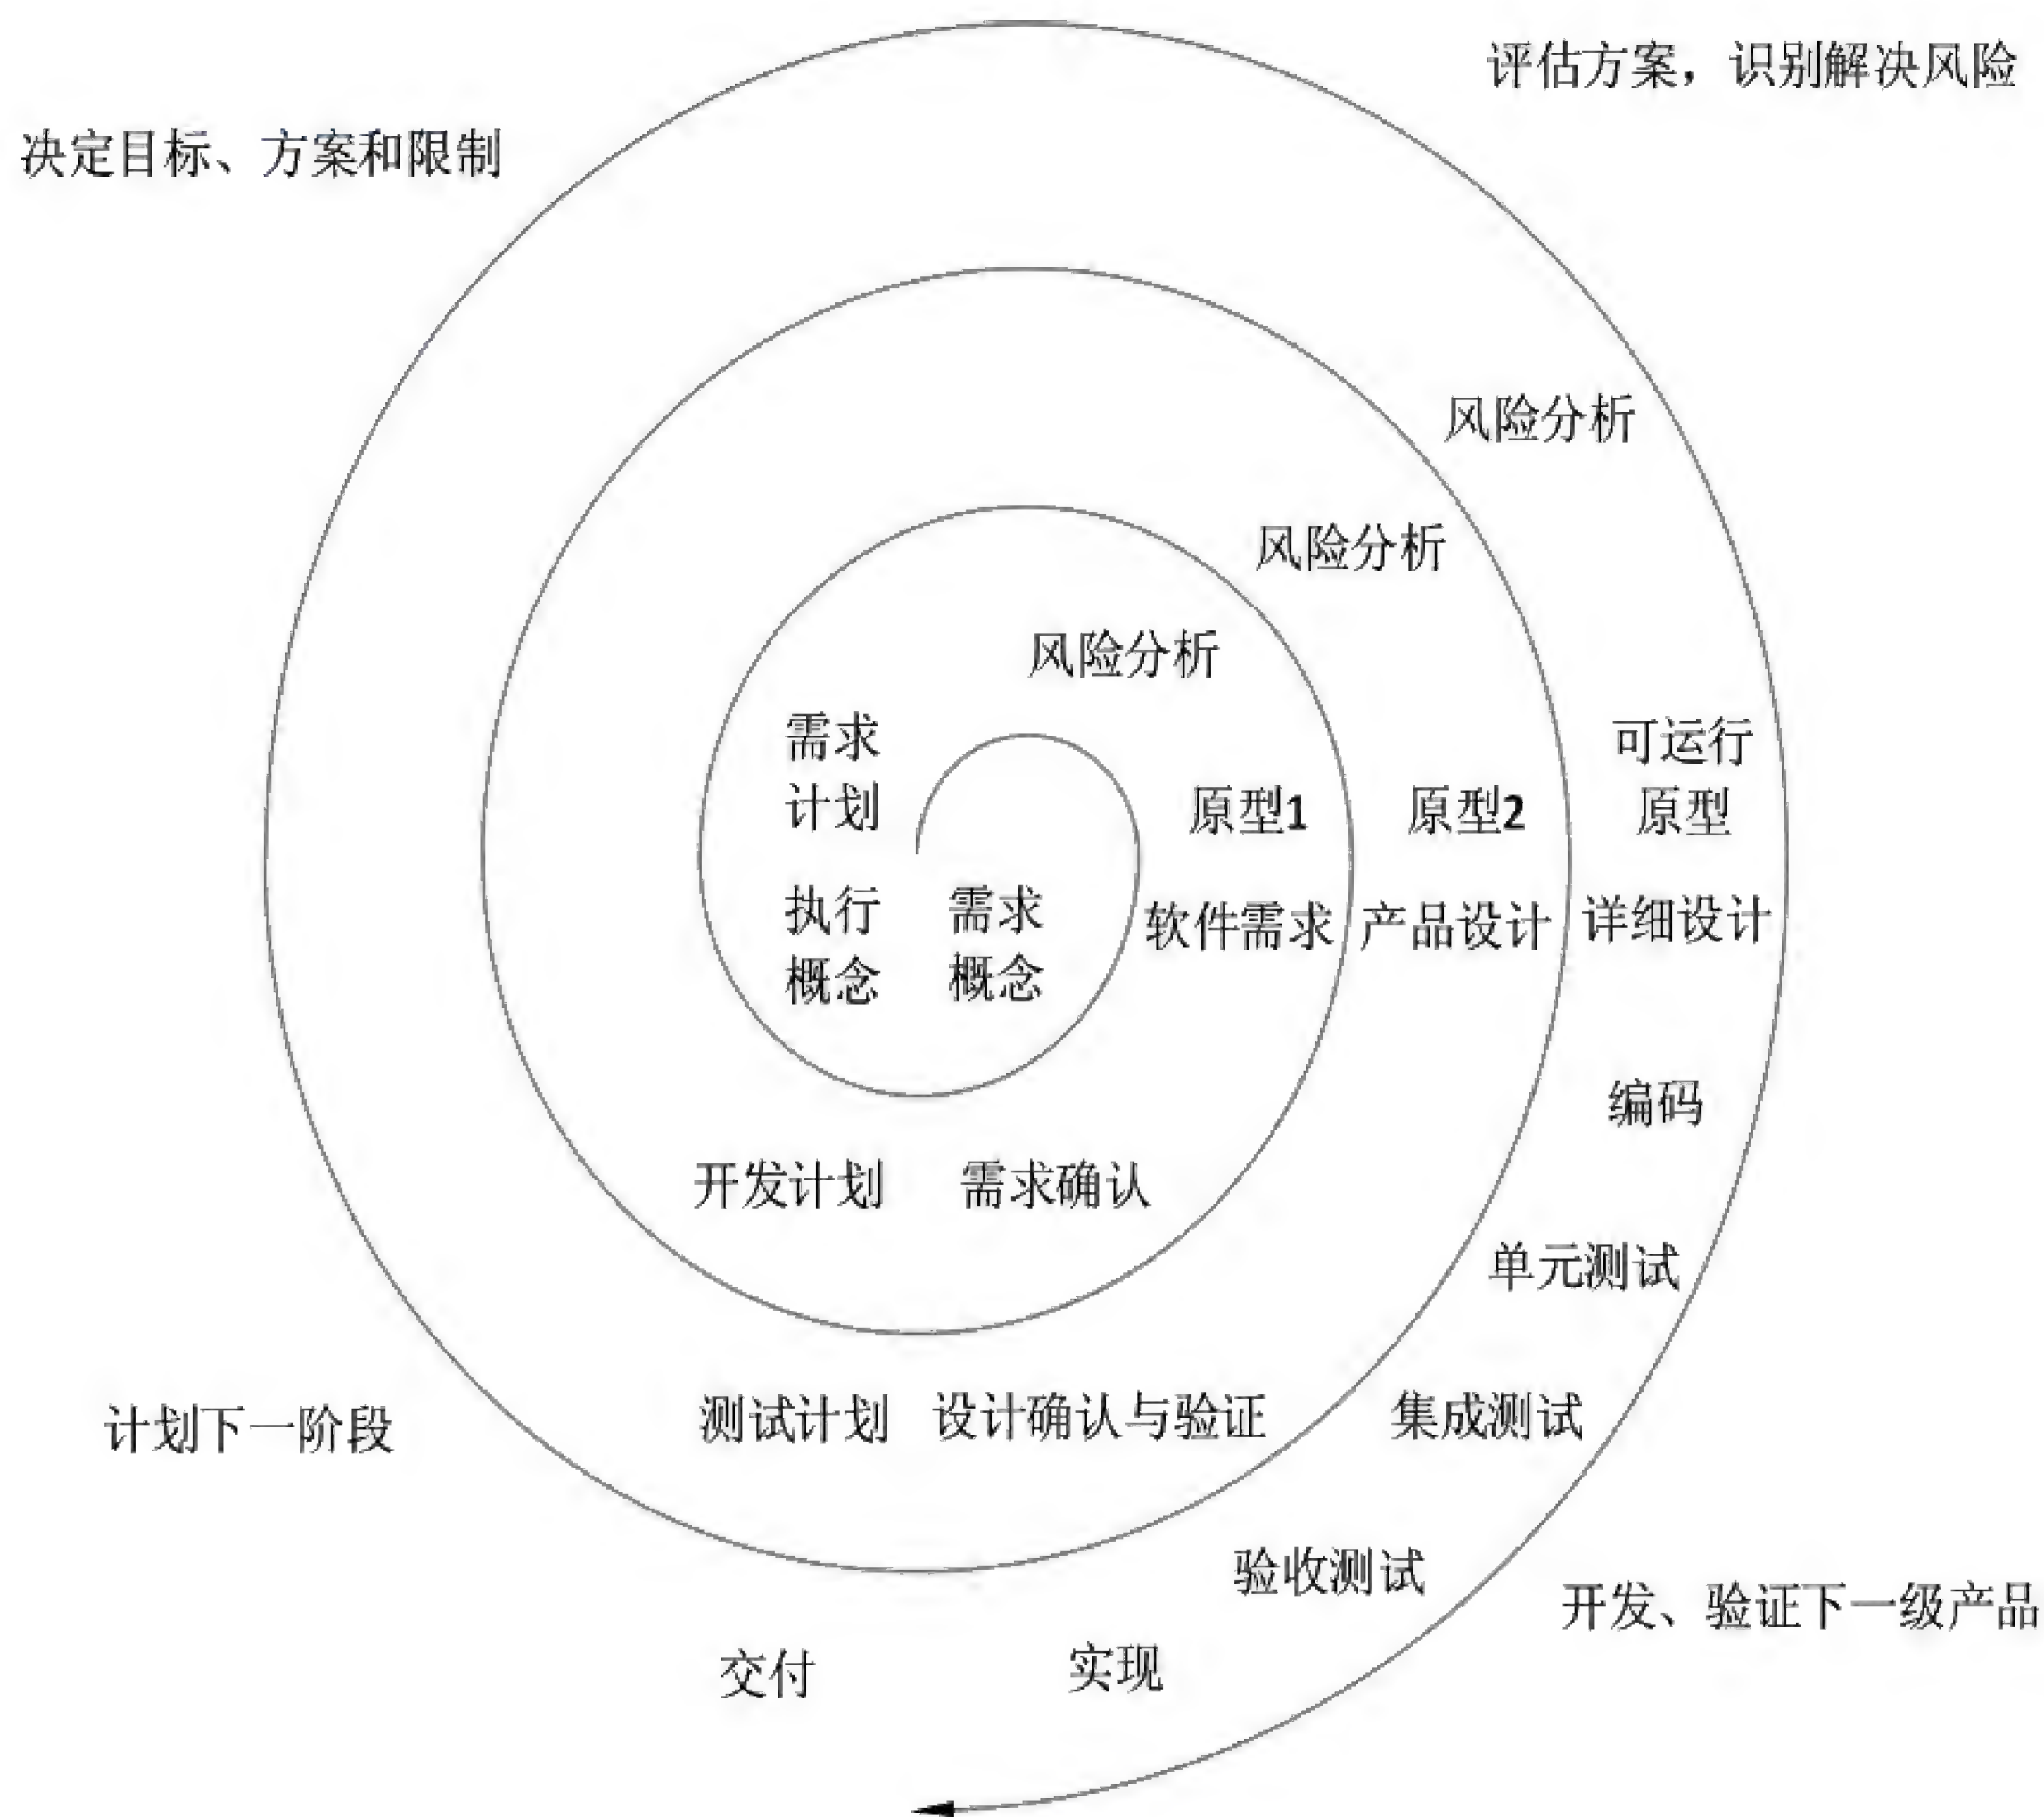 评估方案，识别解决风险
决定目标、方案和限制
风险分析
风险分析
风险分析
需求
计划
可运行
原型
原型1
原型2
执行
概念
需求
概念
软件需求
产品设计
详细设计
编码
开发计划
需求确认
单元测试
测试计划
设计确认与验证
集成测试
计划下一阶段
验收测试
开发、验证下一级产品
交付
实现